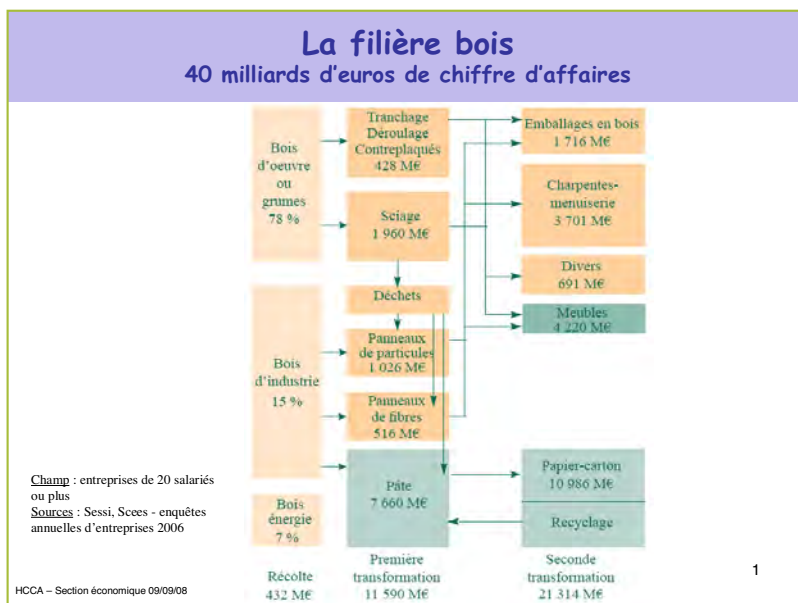 La filière bois
40 milliards d'euros de chiffre d'affaires
Bois
d'oeuvre
ou
grumes
78 %
Tranchage
Déroulage
Contreplaqués
428 M€
Sciage
1 960 M€
Déchets
Bois
d'industrie
15 %
Panneaux
de particules
1 026 M€
Panneaux
de fibres
516 M€
Pâte
7 660 M€
Bois
énergie
7 %
Emballages en bois
1 716 M€
Charpentes-
menuiserie
3 701 M€
Divers
691 M€
Meubles
4 220 M€
Papier-carton
10 986 M€
Recyclage
Récolte
432 M€
Première
transformation
11 590 M€
Seconde
transformation
21 314 M€
Champ : entreprises de 20 salariés
ou plus
Sources : Sessi, Scees - enquêtes
annuelles d'entreprises 2006
HCCA – Section économique 09/09/08
1